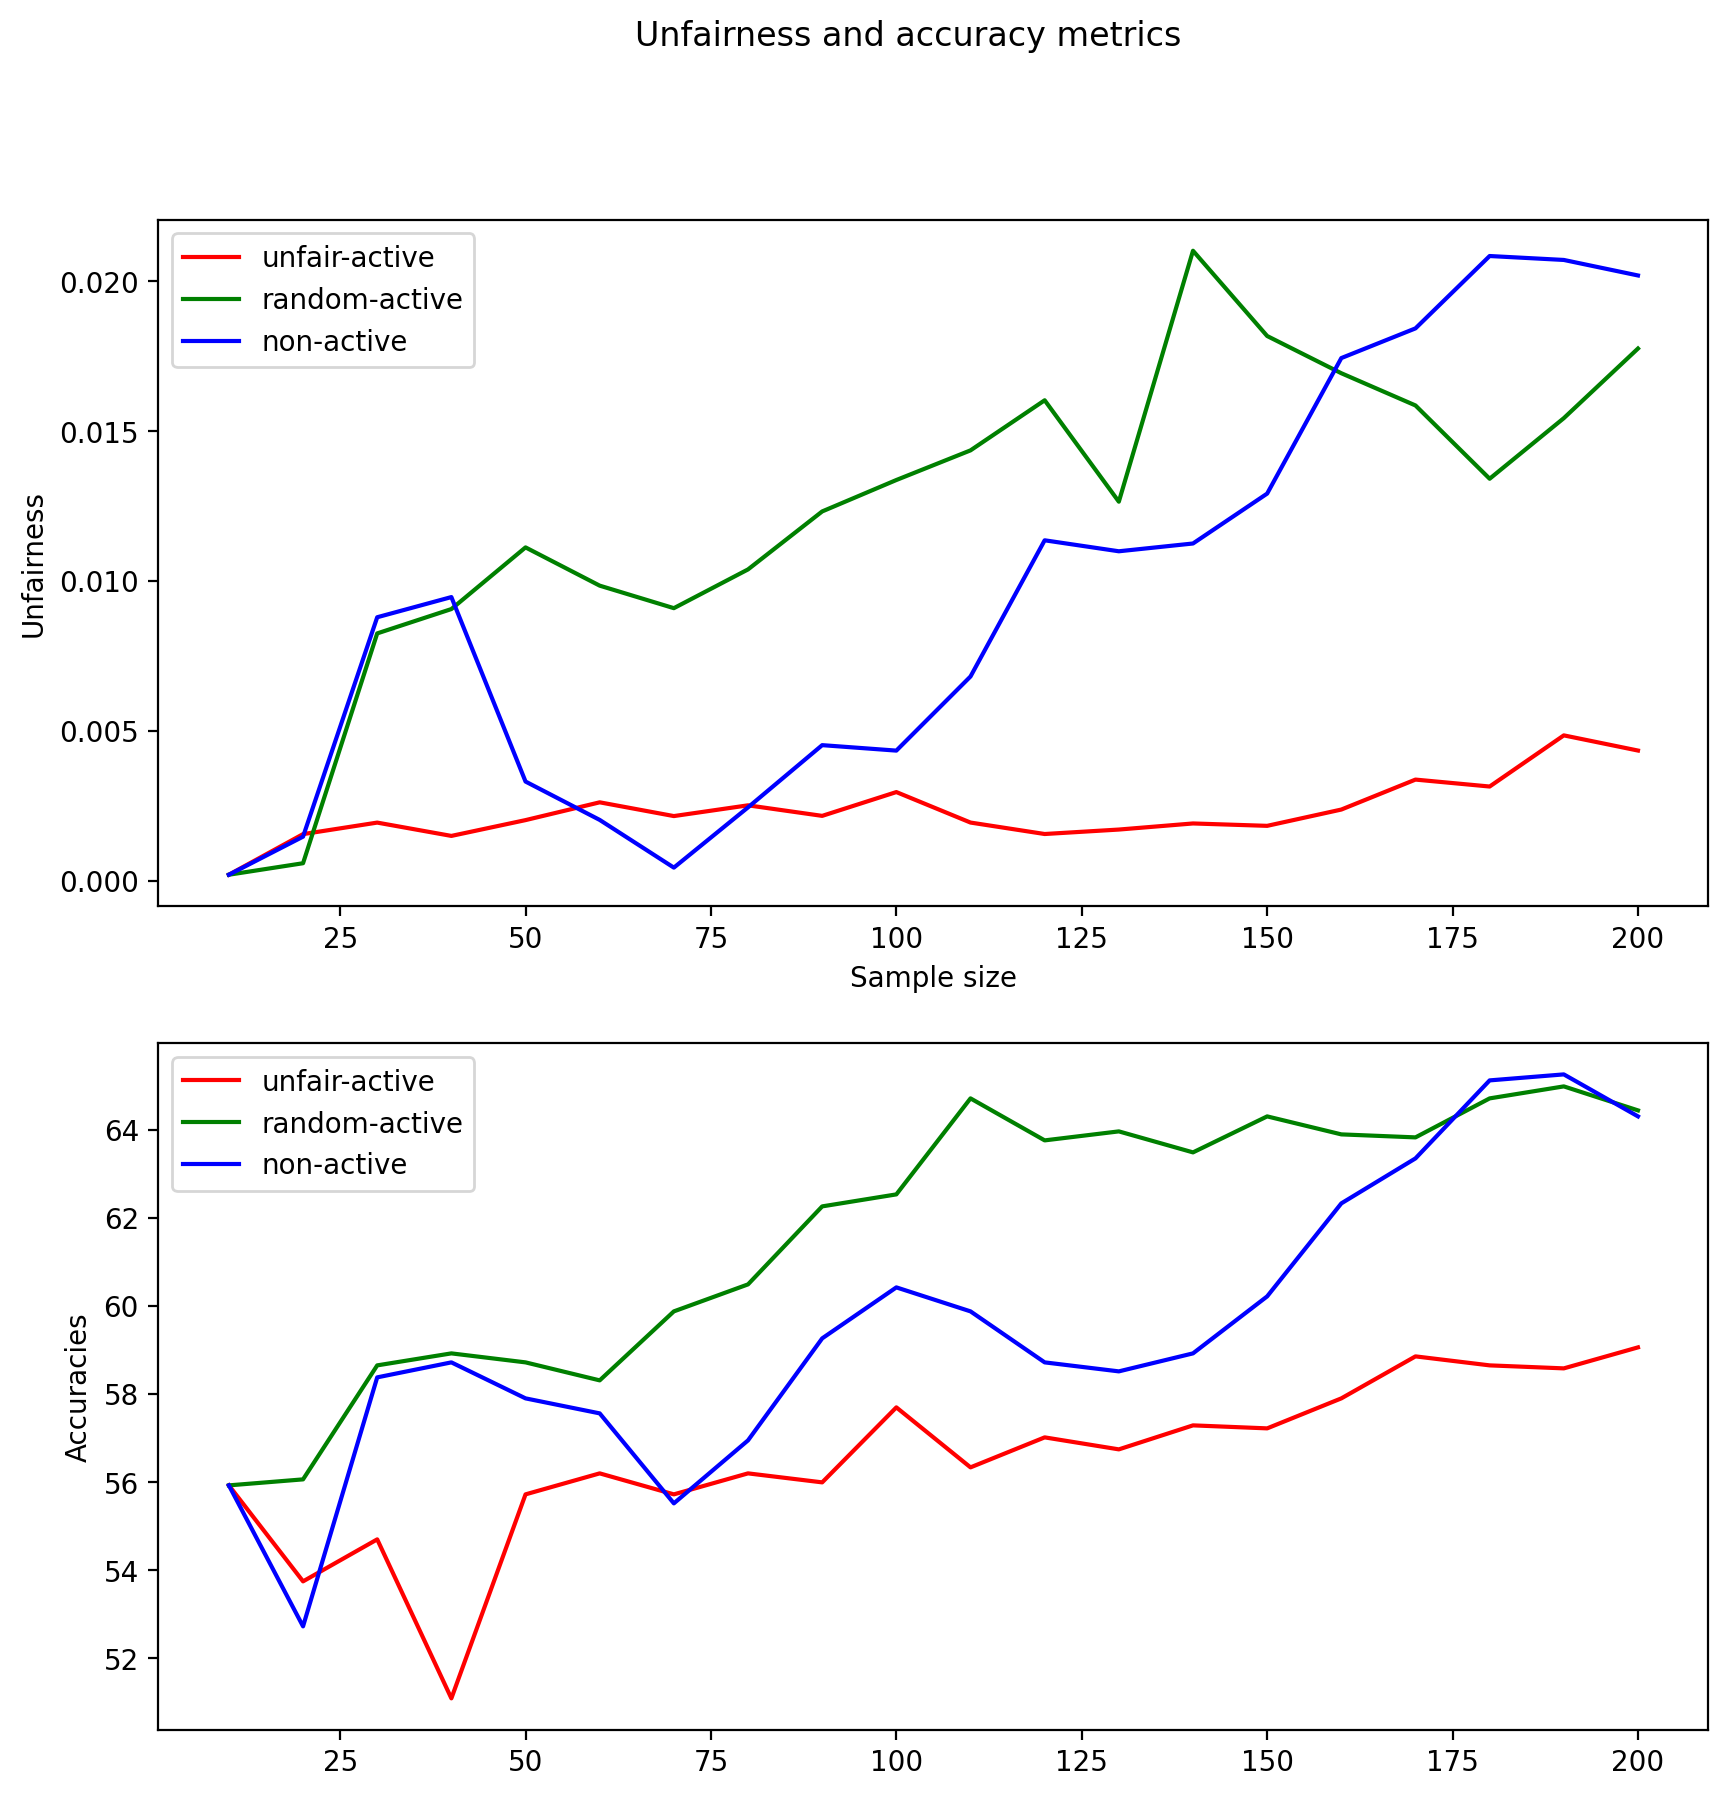 Unfairness and accuracy metrics
unfair-active
random-active
non-active
0.020
0.015
0.010
0.005
0.000
Unfairness
25 50 75 100 125 150 175 200
Sample size
unfair-active
random-active
non-active
64
62
60
58
56
54
52
Accuracies
25 50 75 100 125 150 175 200